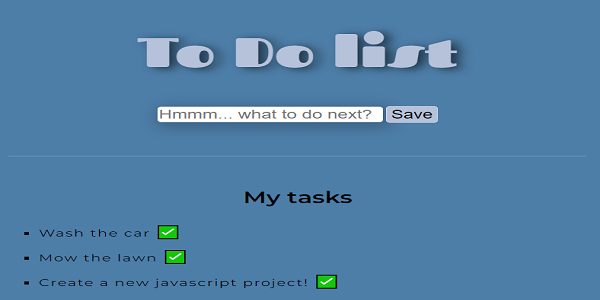 To Do list
Hmmm... what to do next? Save
My tasks
Wash the car
Mow the lawn
Create a new javascript project!